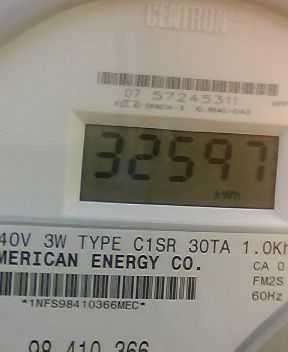 CENTRON
07 57245311
32597
kWh
40V 3W TYPE C1SR 30TA 1.0Kh
MERICAN ENERGY CO.
CA 0
FM2S
60Hz
*1NFS98410366MEC*
98 410 366